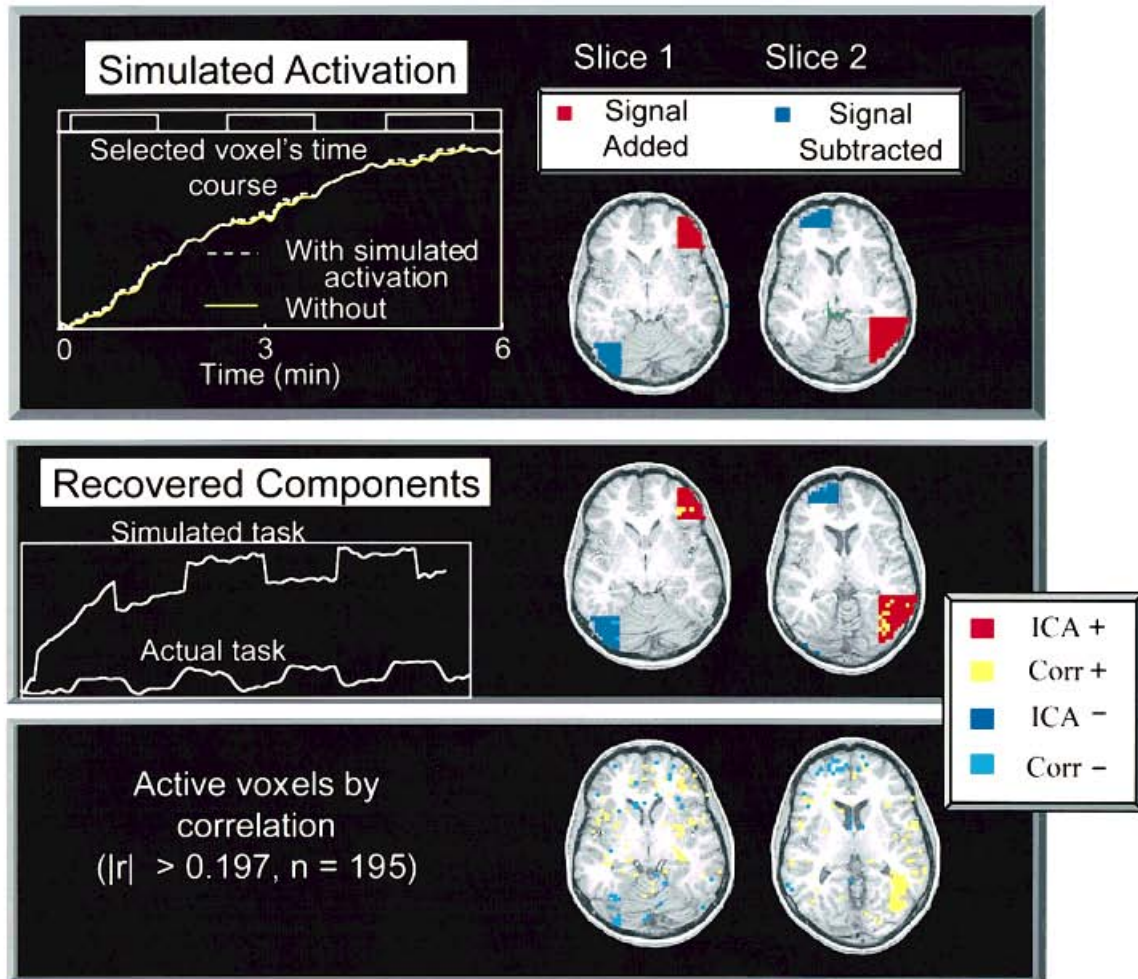 Simulated Activation
Slice 1
Slice 2
Signal Added
Signal Subtracted
Selected voxel's time
course
With simulated
activation
Without
0
3
6
Time (min)
Recovered Components
Simulated task
Actual task
ICA +
Corr +
ICA −
Corr −
Active voxels by
correlation
(|r| > 0.197, n = 195)